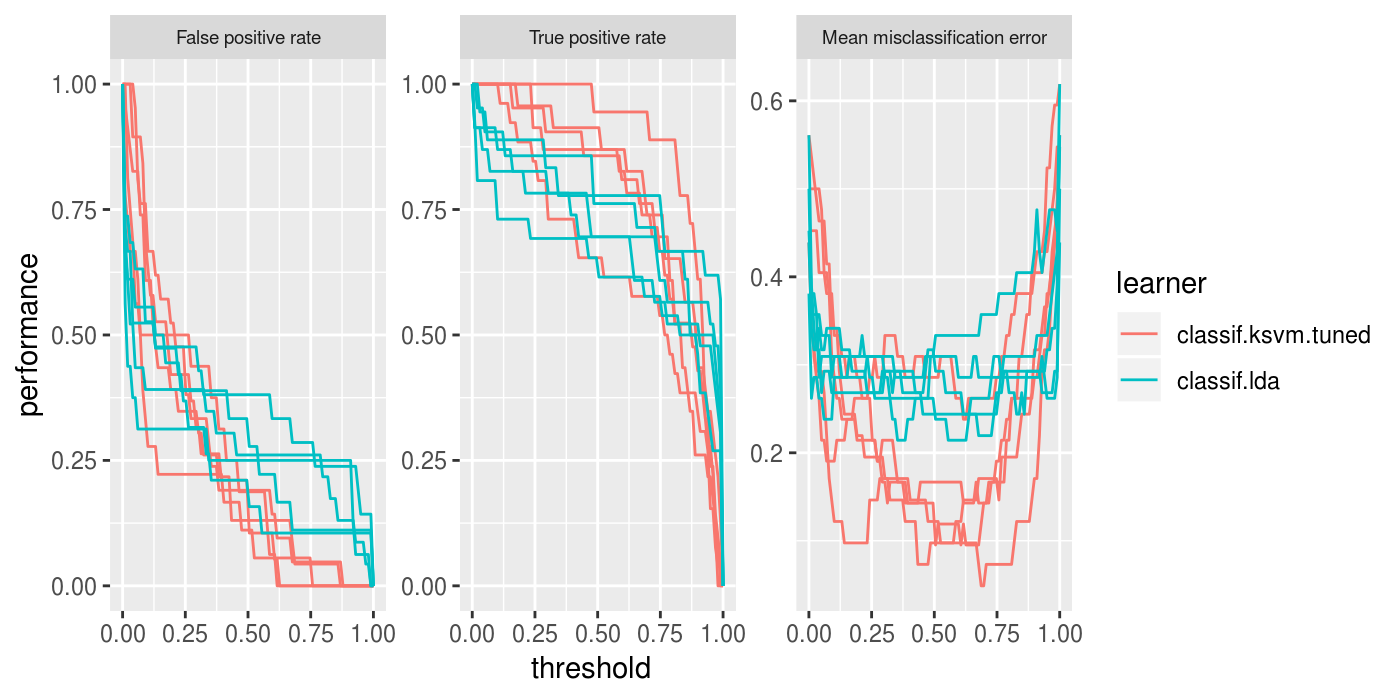 False positive rate
True positive rate
Mean misclassification error
performance
1.00
0.75
0.50
0.25
0.00
1.00
0.75
0.50
0.25
0.00
0.6
0.4
0.2
0.00 0.25 0.50 0.75 1.00
0.00 0.25 0.50 0.75 1.00
0.00 0.25 0.50 0.75 1.00
threshold
learner
classif.ksvm.tuned
classif.lda